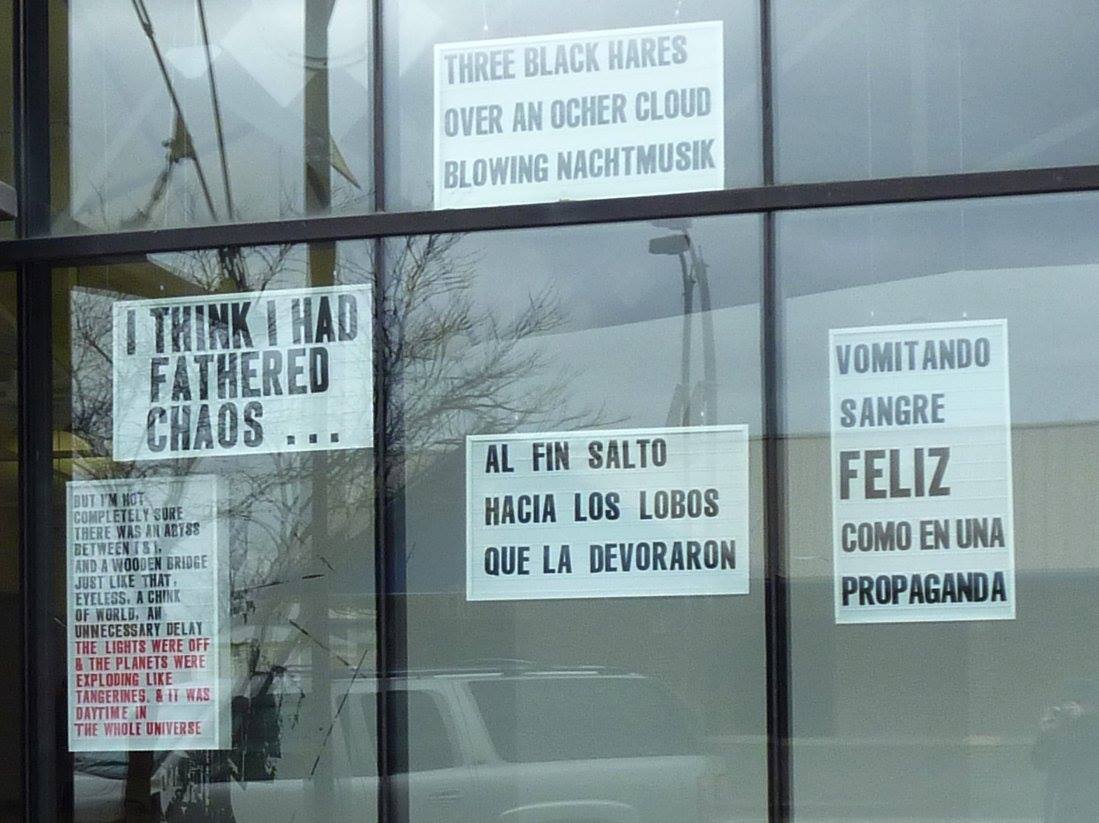 THREE BLACK HARES
OVER AN OCHER CLOUD
BLOWING NACHTMUSIK
I THINK I HAD
FATHERED
CHAOS ...
BUT I'M NOT
COMPLETELY SURE
THERE WAS AN ABYSS
BETWEEN I & I,
AND A WOODEN BRIDGE
JUST LIKE THAT,
EYELESS, A CHINK
OF WORLD, AN
UNNECESSARY DELAY
THE LIGHTS WERE OFF
& THE PLANETS WERE
EXPLODING LIKE
TANGERINES, & IT WAS
DAYTIME IN
THE WHOLE UNIVERSE
AL FIN SALTO
HACIA LOS LOBOS
QUE LA DEVORARON
VOMITANDO
SANGRE
FELIZ
COMO EN UNA
PROPAGANDA